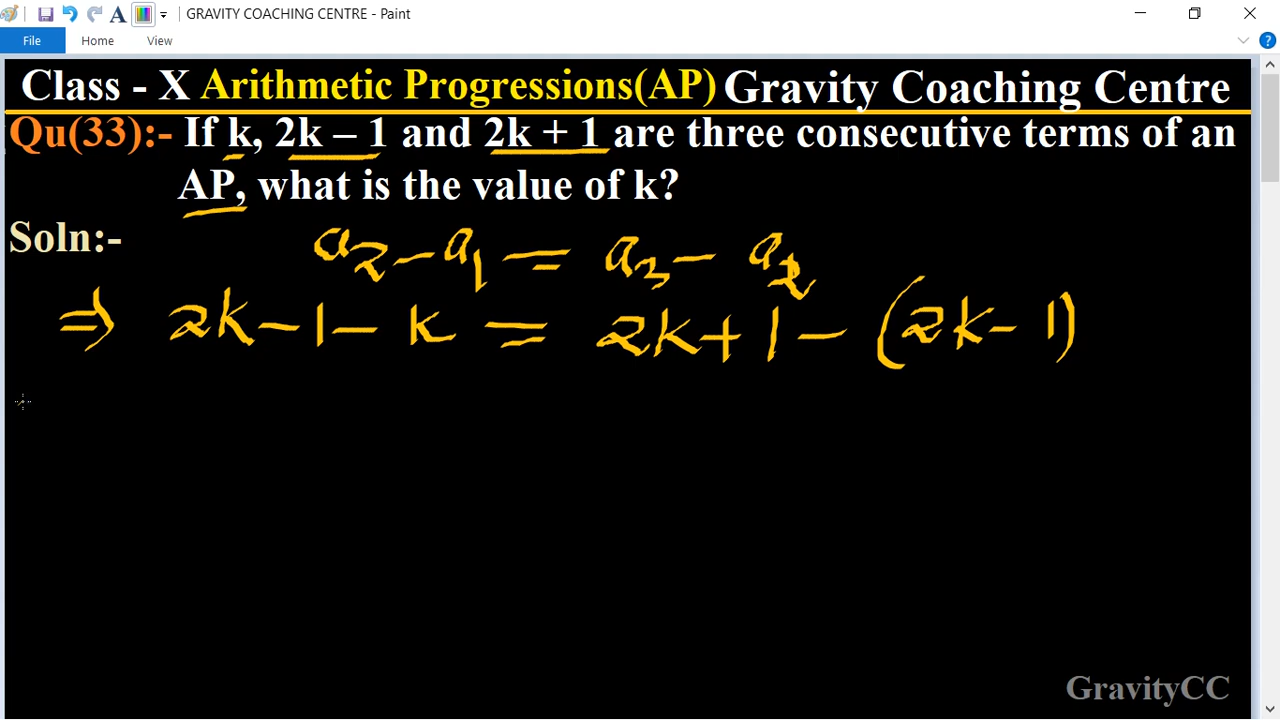 GRAVITY COACHING CENTRE - Paint
File Home View
Class - X Arithmetic Progressions(AP) Gravity Coaching Centre
Qu(33):- If k, 2k – 1 and 2k + 1 are three consecutive terms of an
AP, what is the value of k?
Soln:-
a₂ - a₁ = a₃ - a₂
⇒ 2k - 1 - k = 2k + 1 - (2k - 1)
GravityCC